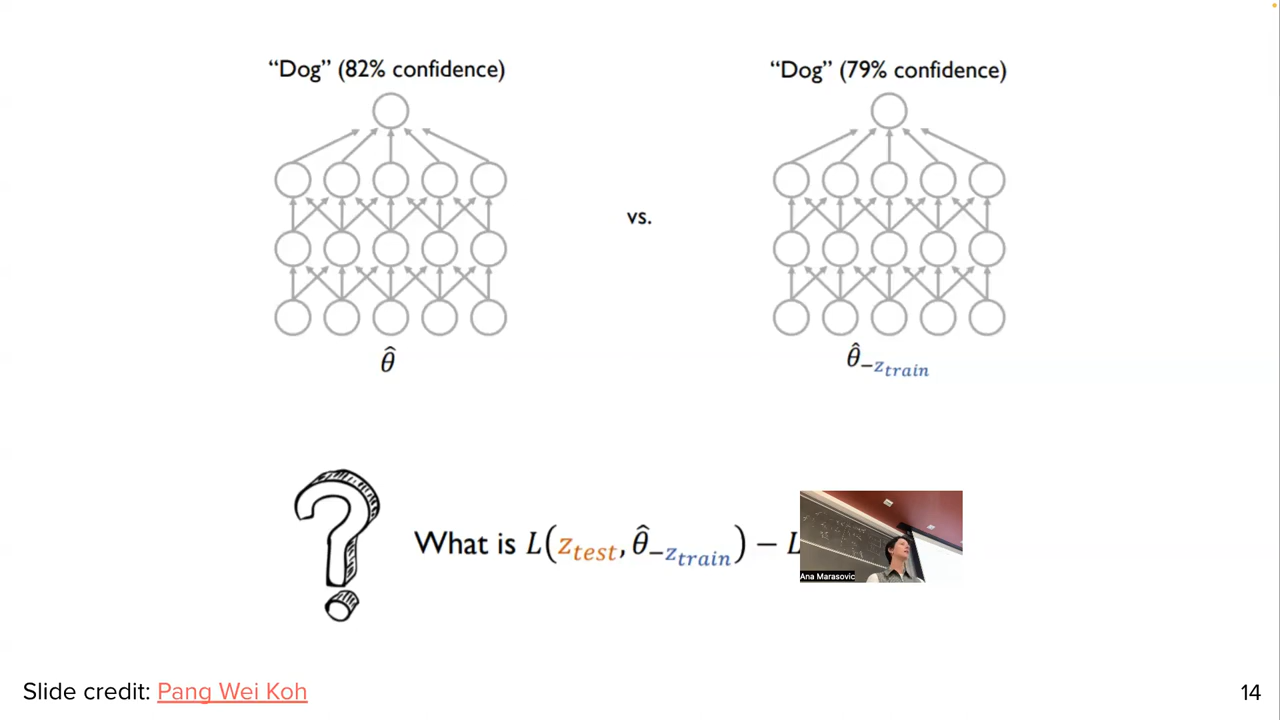 “Dog” (82% confidence)
“Dog” (79% confidence)
vs.
θ̂
θ̂₋z_train
What is L(z_test, θ̂₋z_train) − L
Ana Marasovic
Slide credit: Pang Wei Koh
14